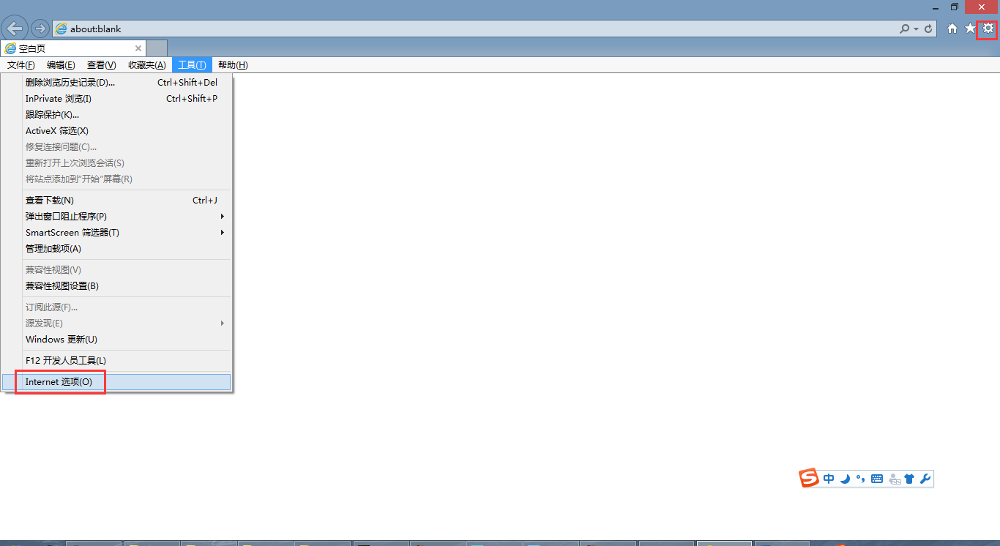 about:blank
空白页
文件(F) 编辑(E) 查看(V) 收藏夹(A) 工具(T) 帮助(H)
删除浏览历史记录(D)... Ctrl+Shift+Del
InPrivate 浏览(I) Ctrl+Shift+P
跟踪保护(K)...
ActiveX 筛选(X)
修复连接问题(C)...
重新打开上次浏览会话(S)
将站点添加到“开始”屏幕(R)
查看下载(N) Ctrl+J
弹出窗口阻止程序(P)
SmartScreen 筛选器(T)
管理加载项(A)
兼容性视图(V)
兼容性视图设置(B)
订阅此源(F)...
源发现(E)
Windows 更新(U)
F12 开发人员工具(L)
Internet 选项(O)
S 中